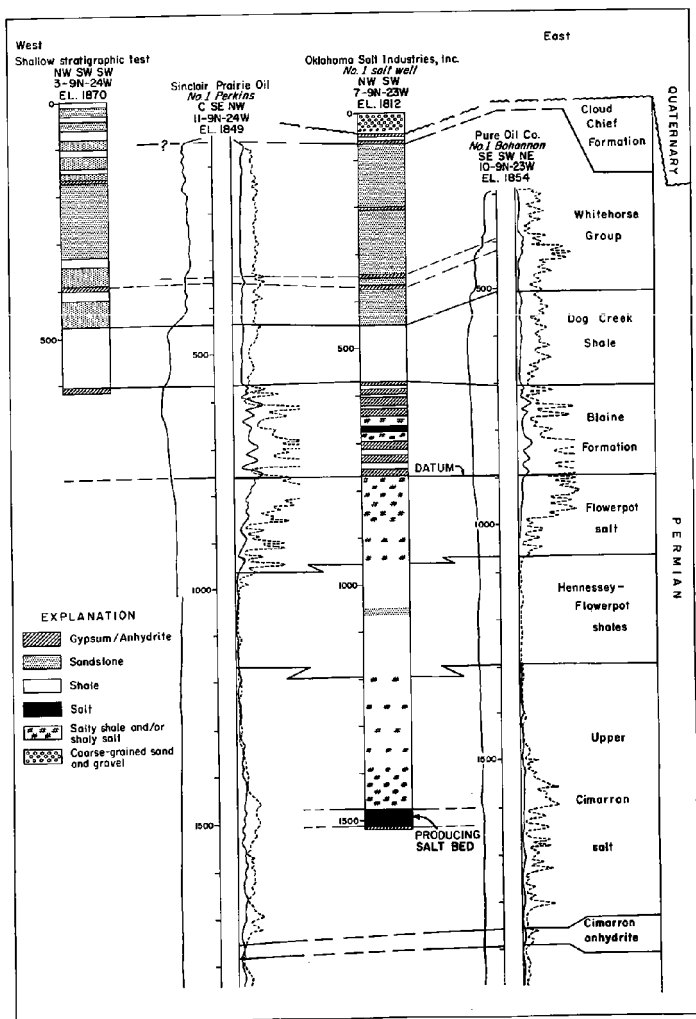 West
East
Shallow stratigraphic test
NW SW SW
3-9N-24W
EL. 1870
Sinclair Prairie Oil
No. 1 Perkins
C SE NW
11-9N-24W
EL. 1849
Oklahoma Salt Industries, Inc.
No. 1 salt well
NW SW
7-9N-23W
EL. 1812
Pure Oil Co.
No. 1 Bohannon
SE SW NE
10-9N-23W
EL. 1854
0
0
?
500
500
500
500
1000
1000
1000
1500
1500
1500
Cloud
Chief
Formation
Whitehorse
Group
Dog Creek
Shale
Blaine
Formation
DATUM
Flowerpot
salt
Hennessey-
Flowerpot
shales
Upper
Cimarron
salt
Cimarron
anhydrite
PRODUCING
SALT BED
QUATERNARY
PERMIAN
EXPLANATION
Gypsum/Anhydrite
Sandstone
Shale
Salt
Salty shale and/or
shaly salt
Coarse-grained sand
and gravel